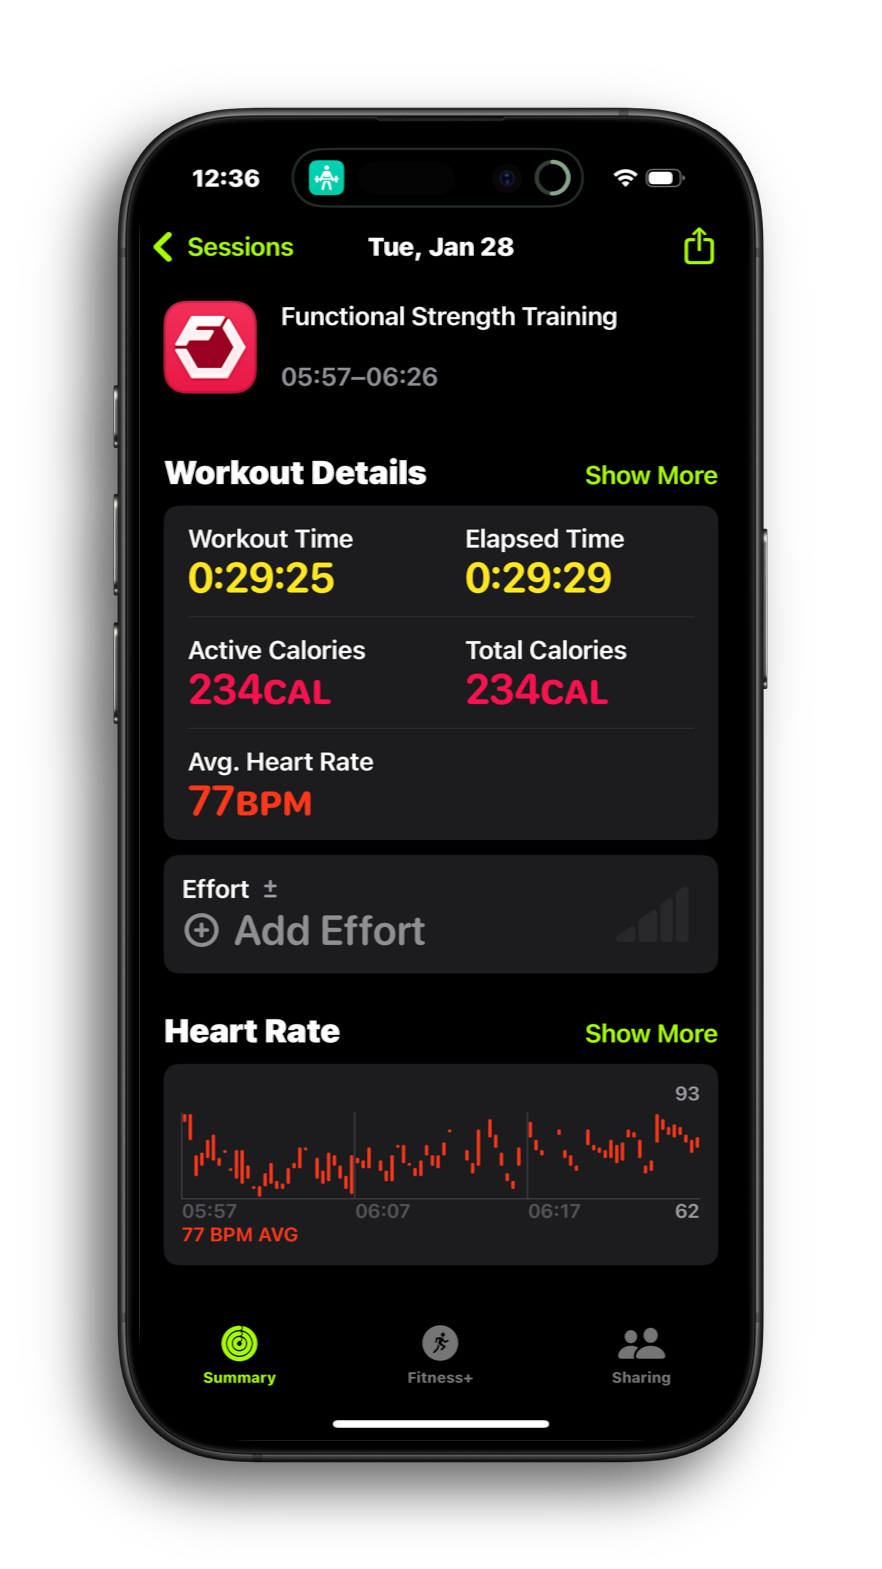 12:36
Sessions
Tue, Jan 28
Functional Strength Training
05:57–06:26
Workout Details
Show More
Workout Time
Elapsed Time
0:29:25
0:29:29
Active Calories
Total Calories
234CAL
234CAL
Avg. Heart Rate
77BPM
Effort ±
Add Effort
Heart Rate
Show More
93
05:57
06:07
06:17
62
77 BPM AVG
Summary
Fitness+
Sharing